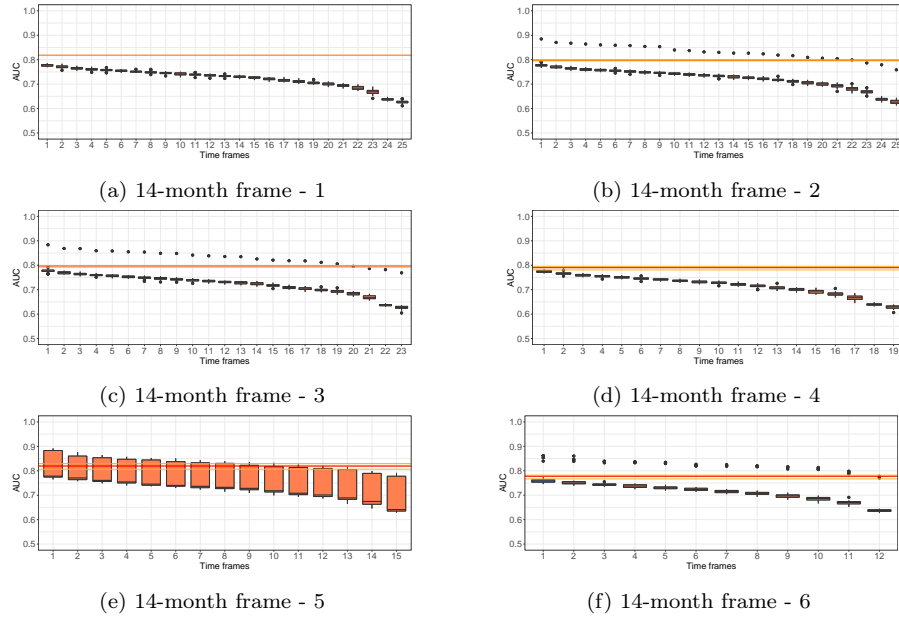 1.0
0.9
0.8
0.7
0.6
0.5
AUC
1 2 3 4 5 6 7 8 9 10 11 12 13 14 15 16 17 18 19 20 21 22 23 24 25
Time frames
(a) 14-month frame - 1
1.0
0.9
0.8
0.7
0.6
0.5
AUC
1 2 3 4 5 6 7 8 9 10 11 12 13 14 15 16 17 18 19 20 21 22 23 24 25
Time frames
(b) 14-month frame - 2
1.0
0.9
0.8
0.7
0.6
0.5
AUC
1 2 3 4 5 6 7 8 9 10 11 12 13 14 15 16 17 18 19 20 21 22 23
Time frames
(c) 14-month frame - 3
1.0
0.9
0.8
0.7
0.6
0.5
AUC
1 2 3 4 5 6 7 8 9 10 11 12 13 14 15 16 17 18 19
Time frames
(d) 14-month frame - 4
1.0
0.9
0.8
0.7
0.6
0.5
AUC
1 2 3 4 5 6 7 8 9 10 11 12 13 14 15
Time frames
(e) 14-month frame - 5
1.0
0.9
0.8
0.7
0.6
0.5
AUC
1 2 3 4 5 6 7 8 9 10 11 12
Time frames
(f) 14-month frame - 6